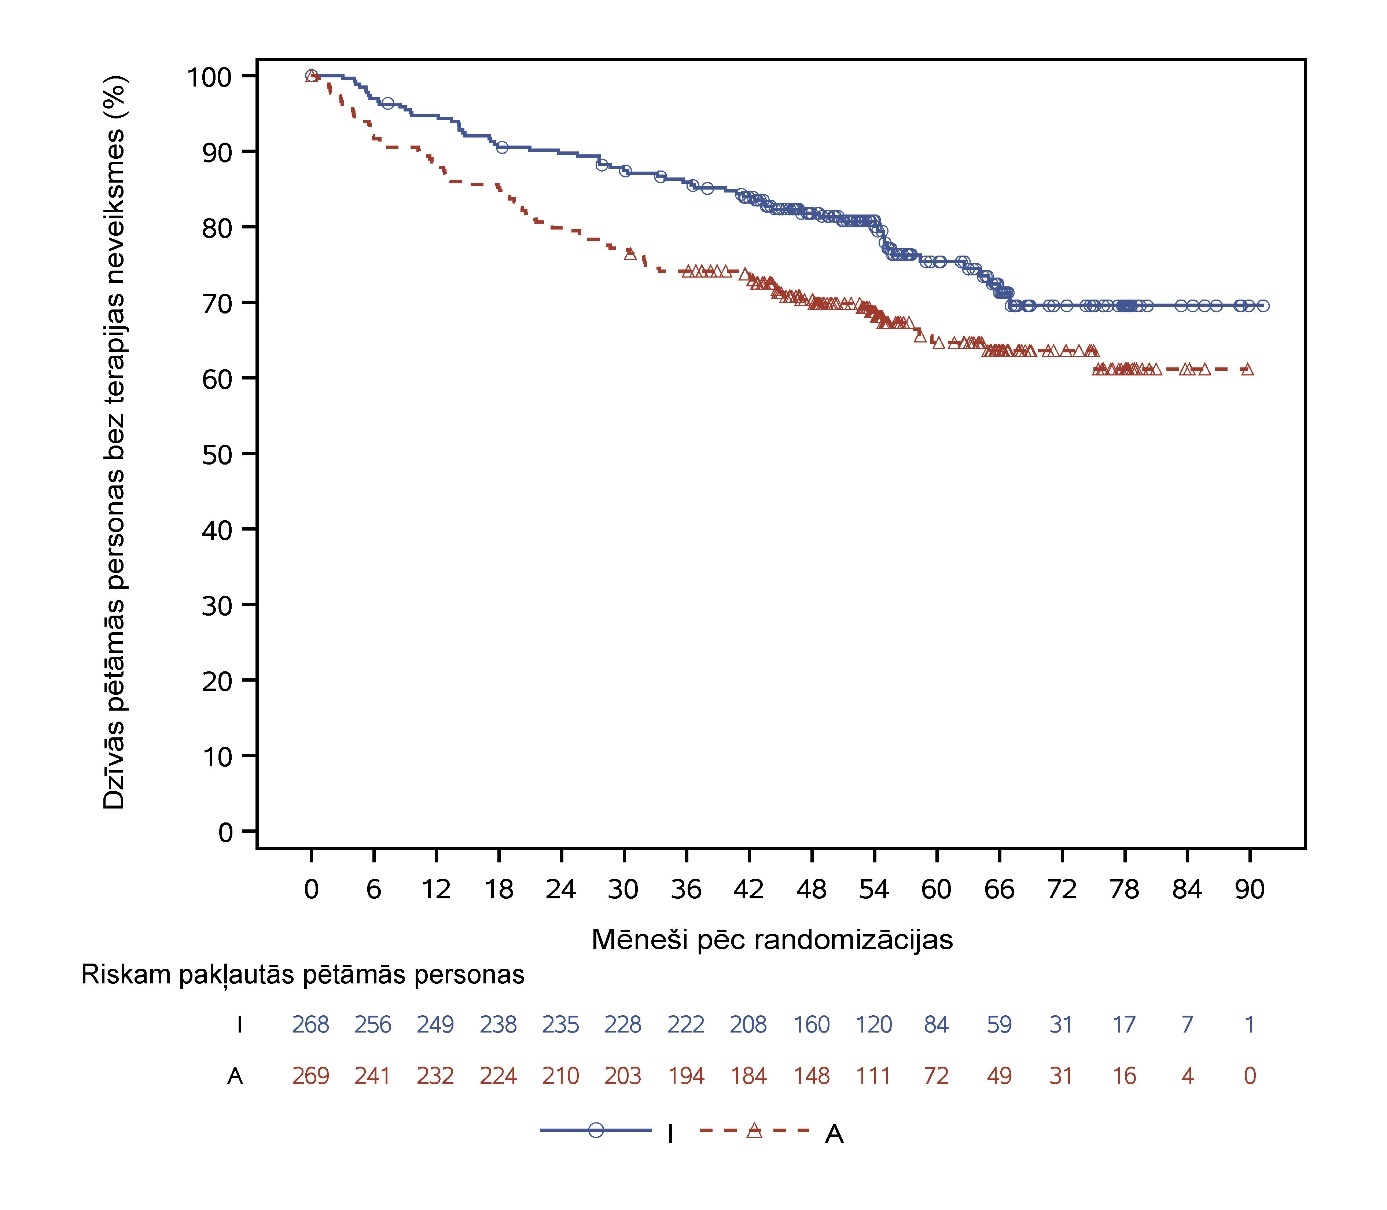 Dzīvās pētāmās personas bez terapijas neveiksmes (%)
100
90
80
70
60
50
40
30
20
10
0
0 6 12 18 24 30 36 42 48 54 60 66 72 78 84 90
Mēneši pēc randomizācijas
Riskam pakļautās pētāmās personas
I 268 256 249 238 235 228 222 208 160 120 84 59 31 17 7 1
A 269 241 232 224 210 203 194 184 148 111 72 49 31 16 4 0
I A